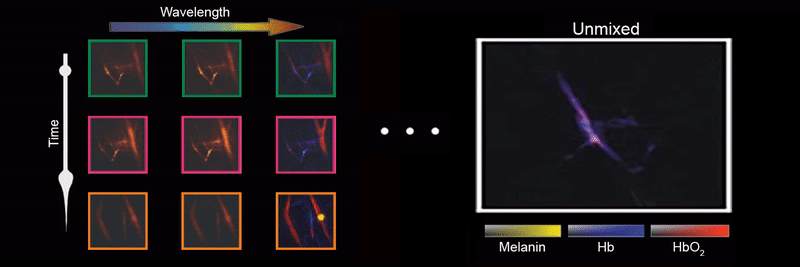 Wavelength
Unmixed
Time
Melanin
Hb
HbO₂